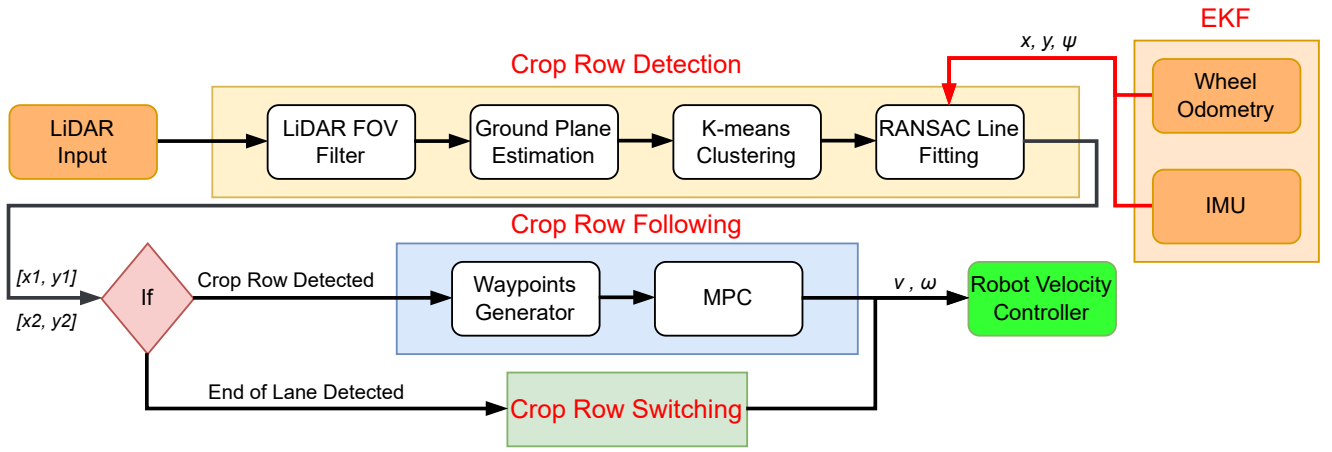 EKF
x, y, ψ
Crop Row Detection
Wheel
Odometry
LiDAR
Input
LiDAR FOV
Filter
Ground Plane
Estimation
K-means
Clustering
RANSAC Line
Fitting
IMU
Crop Row Following
[x1, y1]
[x2, y2]
If
Crop Row Detected
Waypoints
Generator
MPC
v , ω
Robot Velocity
Controller
End of Lane Detected
Crop Row Switching